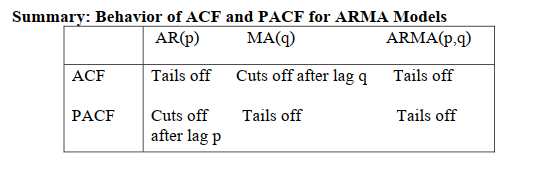 Summary: Behavior of ACF and PACF for ARMA Models
AR(p) MA(q) ARMA(p,q)
ACF Tails off Cuts off after lag q Tails off
PACF Cuts off Tails off Tails off
after lag p